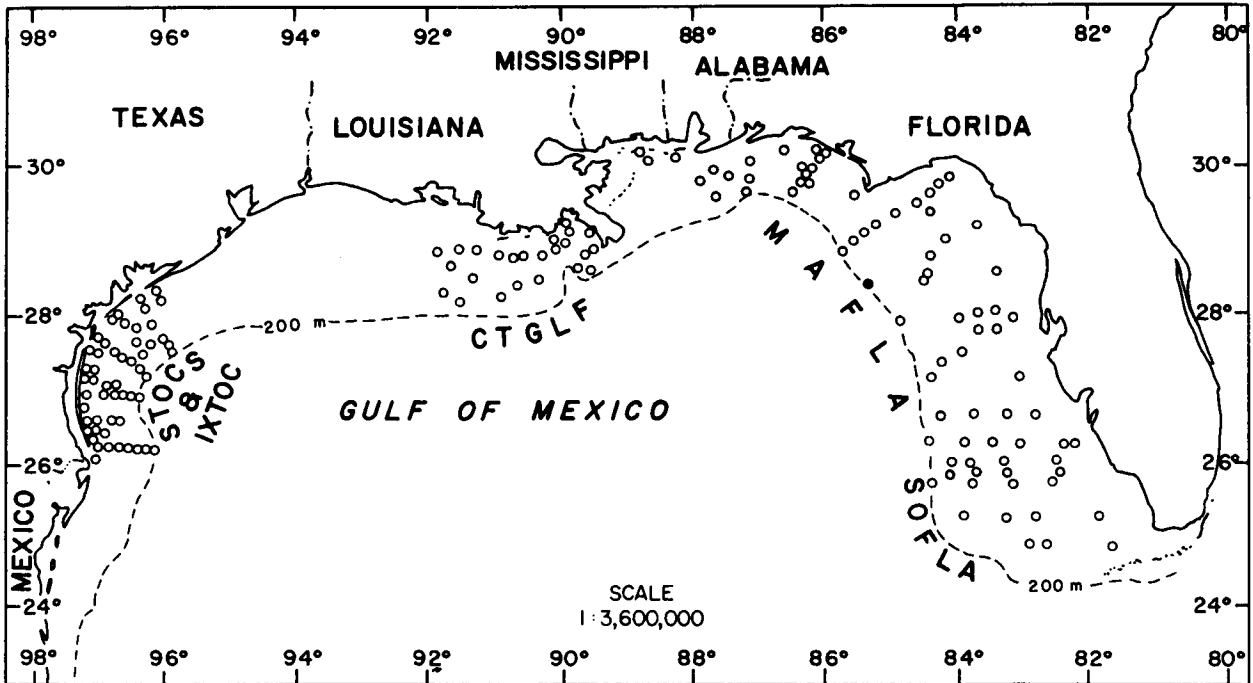 98° 96° 94° 92° 90° 88° 86° 84° 82° 80°
MISSISSIPPI ALABAMA
TEXAS LOUISIANA FLORIDA
30° 30°
MAFLA
28° 28°
200 m
CTGLF
STOCS
&
IXTOC
GULF OF MEXICO
26° 26°
SOFLA
MEXICO
200 m
SCALE
1:3,600,000
24° 24°
98° 96° 94° 92° 90° 88° 86° 84° 82° 80°